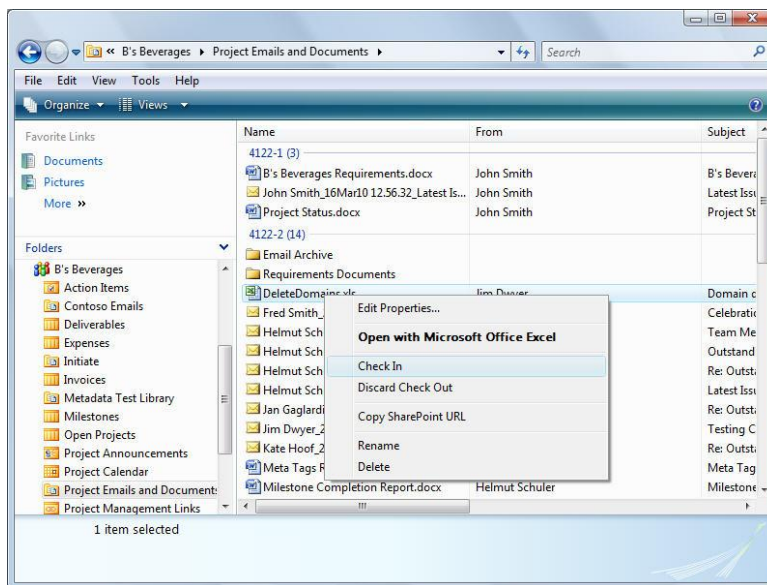 « B's Beverages ▸ Project Emails and Documents ▸
Search
File Edit View Tools Help
Organize Views
Favorite Links
Documents
Pictures
More »
Folders
B's Beverages
Action Items
Contoso Emails
Deliverables
Expenses
Initiate
Invoices
Metadata Test Library
Milestones
Open Projects
Project Announcements
Project Calendar
Project Emails and Documents
Project Management Links
Name From Subject
4122-1 (3)
B's Beverages Requirements.docx John Smith B's Bevera
John Smith_16Mar10 12.56.32_Latest Is... John Smith Latest Issu
Project Status.docx John Smith Project St
4122-2 (14)
Email Archive
Requirements Documents
DeleteDomains.xls Jim Dwyer Domain c
Fred Smith_ Celebratio
Helmut Sch Team Me
Helmut Sch Outstand
Helmut Sch Re: Outsta
Helmut Sch Latest Issu
Jan Gaglardi Re: Outsta
Jim Dwyer_2 Testing C
Kate Hoof_2 Re: Outsta
Meta Tags R Meta Tag
Milestone Completion Report.docx Helmut Schuler Milestone
Edit Properties...
Open with Microsoft Office Excel
Check In
Discard Check Out
Copy SharePoint URL
Rename
Delete
1 item selected